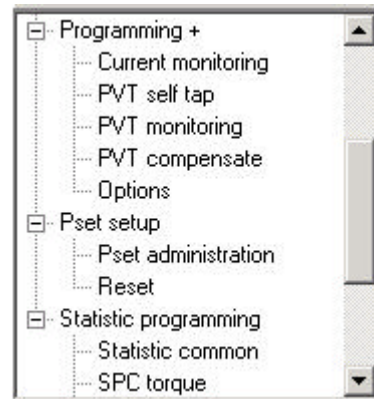 Programming +
Current monitoring
PVT self tap
PVT monitoring
PVT compensate
Options
Pset setup
Pset administration
Reset
Statistic programming
Statistic common
SPC torque